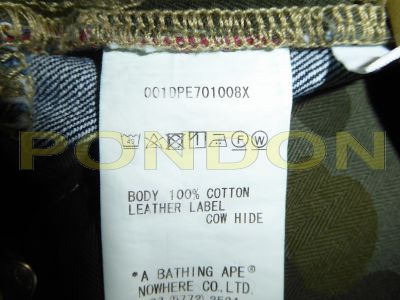 001DPE701008X
PONDON
BODY 100% COTTON
LEATHER LABEL
COW HIDE
*A BATHING APE®
NOWHERE CO.,LTD.